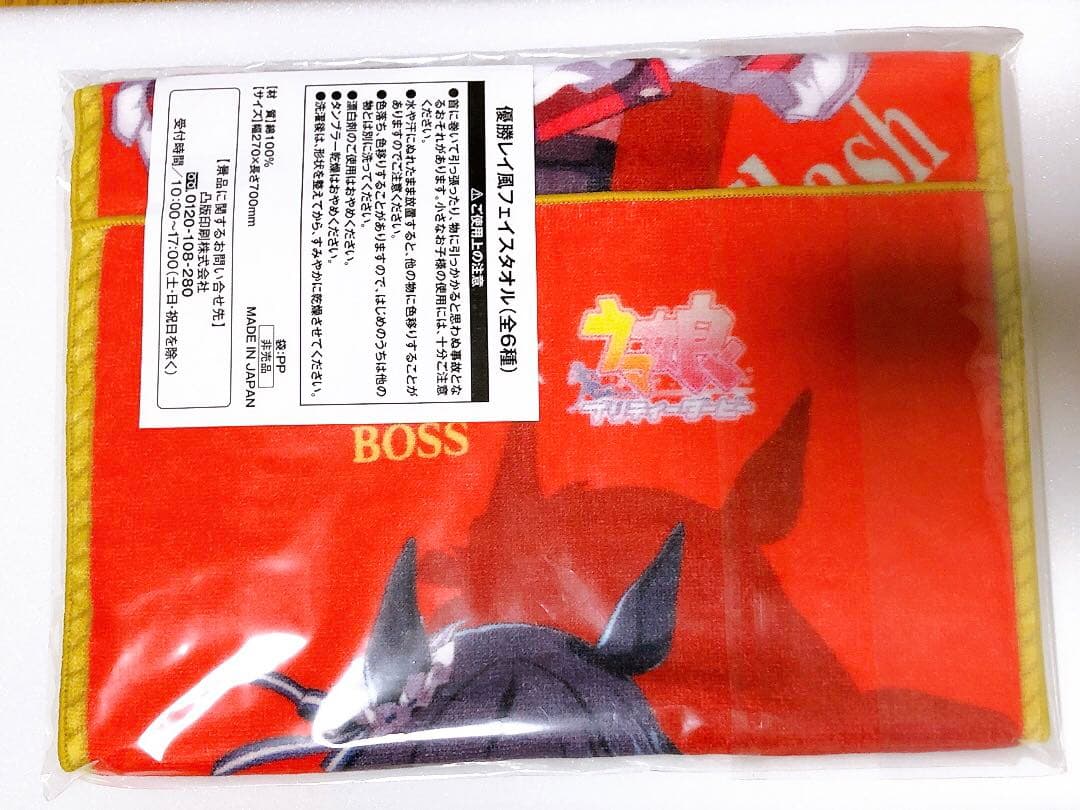 優勝レイ風フェイスタオル(全6種)
⚠ご使用上の注意
●首に巻いて引っ張ったり、物に引っかかると思わぬ事故とな
るおそれがあります。小さなお子様の使用には、十分ご注意
ください。
●水や汗にぬれたまま放置すると、他の物に色移りすることが
ありますのでご注意ください。
●色落ち、色移りすることがありますので、はじめのうちは他の
物とは別に洗ってください。
●漂白剤のご使用はおやめください。
●タンブラー乾燥はおやめください。
●洗濯後は、形状を整えてから、すみやかに乾燥させてください。
【材　質】綿100%
【サイズ】幅270×長さ700mm
袋:PP
非売品
MADE IN JAPAN
【景品に関するお問い合せ先】
凸版印刷株式会社
0120-108-280
受付時間/10:00~17:00(土・日・祝日を除く)
lash
ウマ娘
プリティーダービー
BOSS